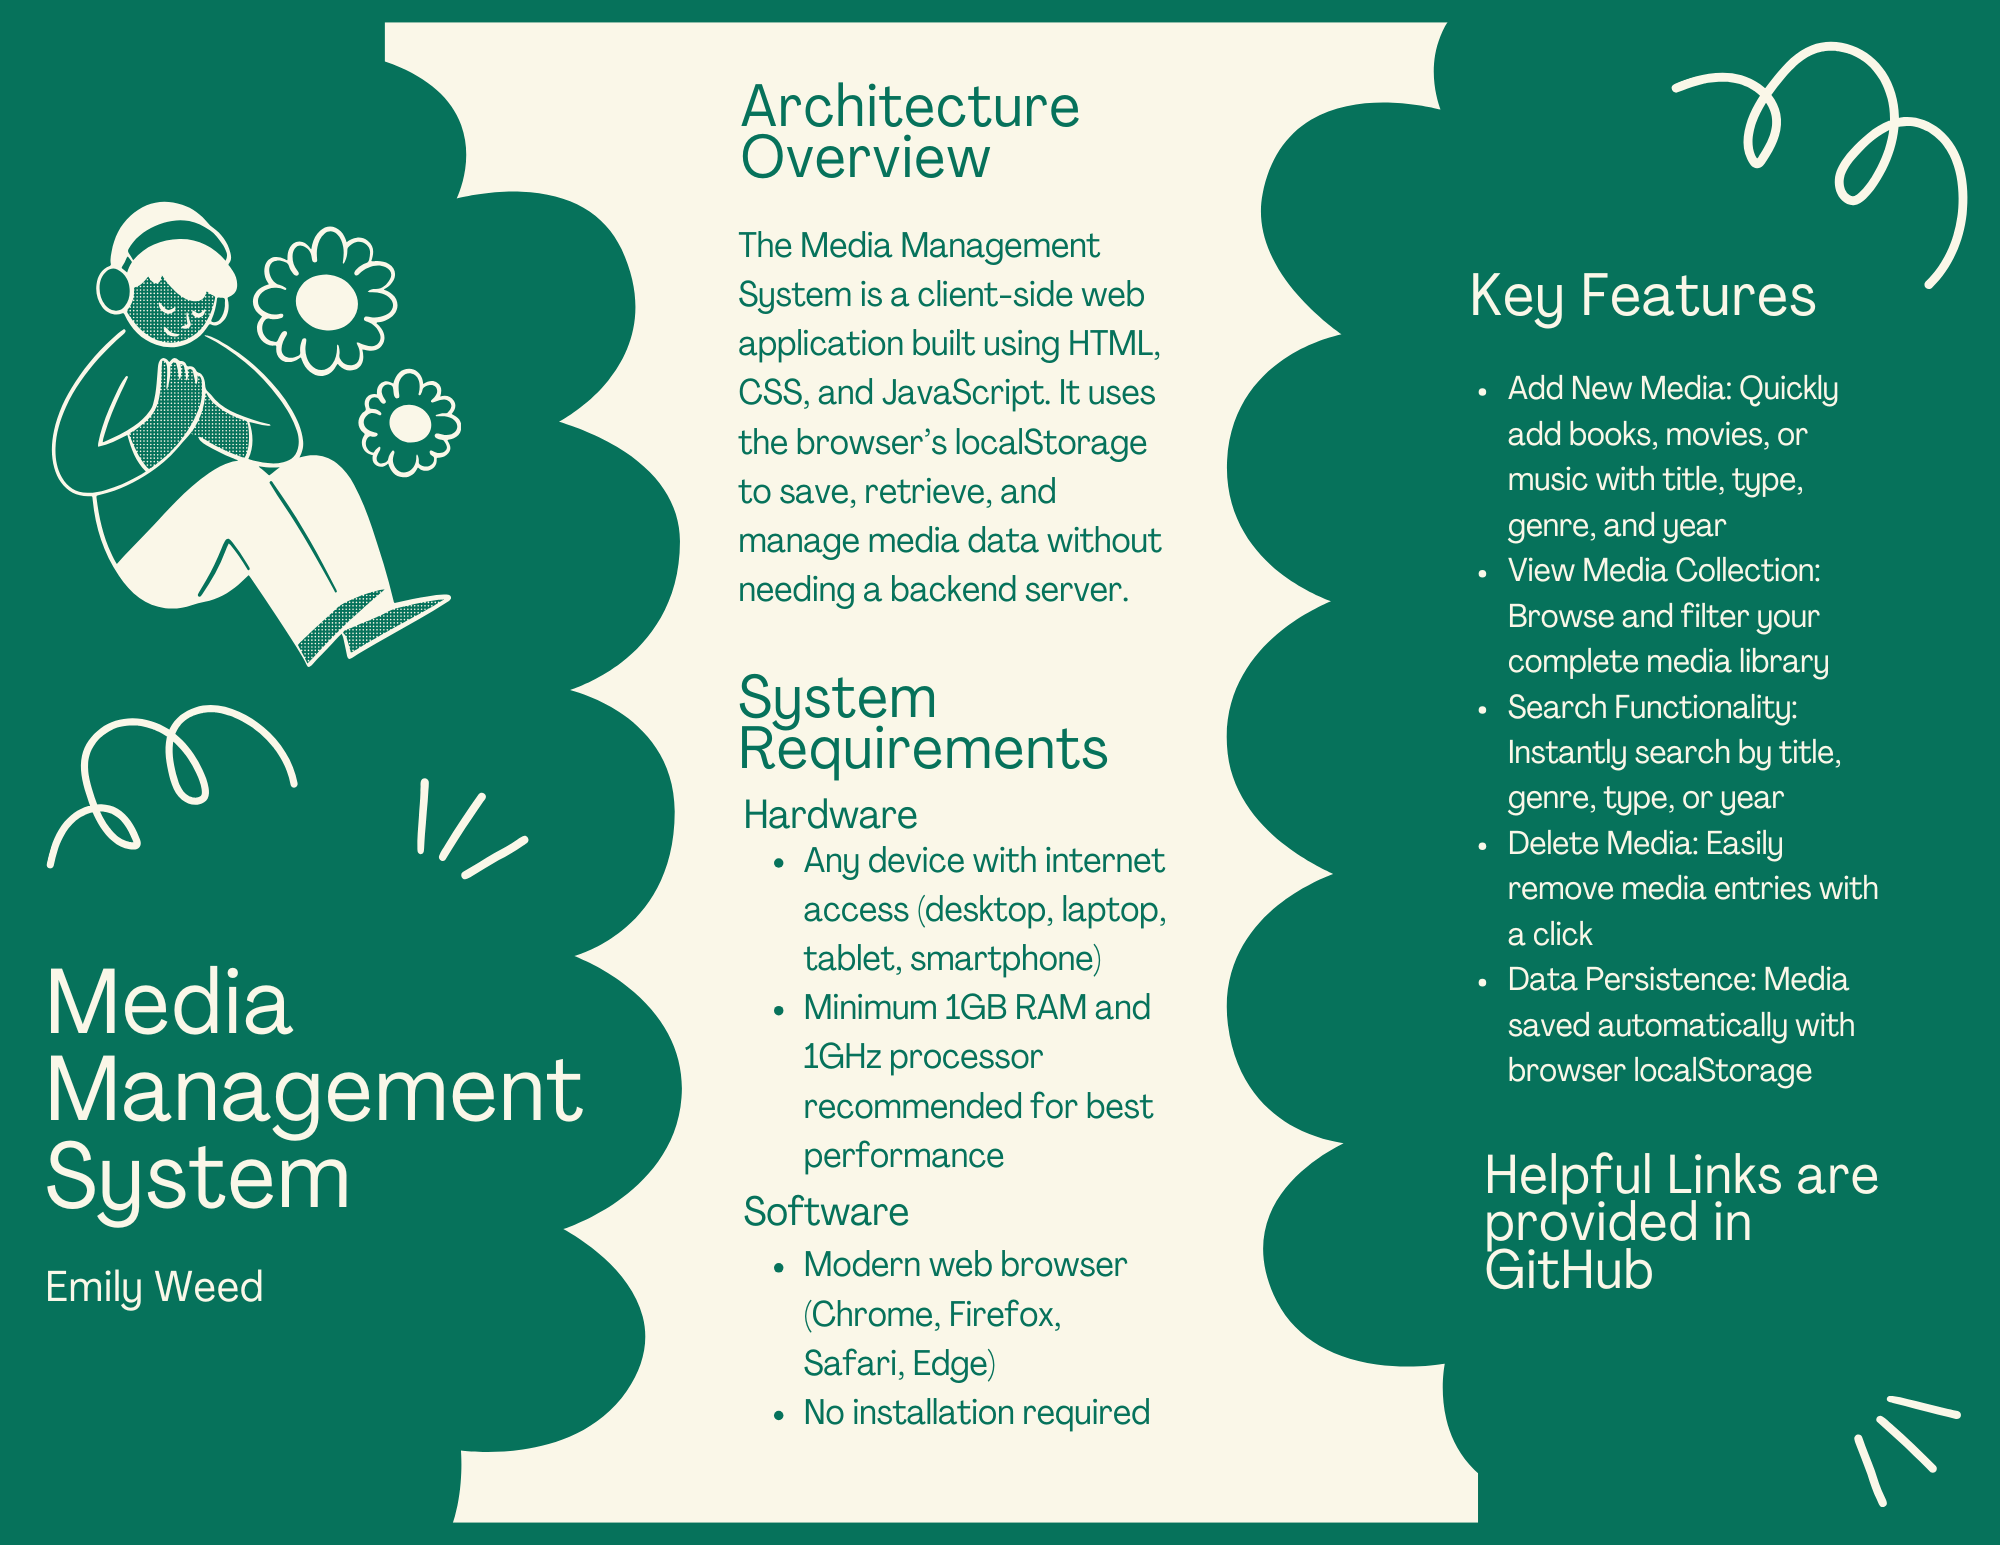 Media
Management
System
Emily Weed
Architecture
Overview
The Media Management
System is a client-side web
application built using HTML,
CSS, and JavaScript. It uses
the browser’s localStorage
to save, retrieve, and
manage media data without
needing a backend server.
System
Requirements
Hardware
• Any device with internet
access (desktop, laptop,
tablet, smartphone)
• Minimum 1GB RAM and
1GHz processor
recommended for best
performance
Software
• Modern web browser
(Chrome, Firefox,
Safari, Edge)
• No installation required
Key Features
• Add New Media: Quickly
add books, movies, or
music with title, type,
genre, and year
• View Media Collection:
Browse and filter your
complete media library
• Search Functionality:
Instantly search by title,
genre, type, or year
• Delete Media: Easily
remove media entries with
a click
• Data Persistence: Media
saved automatically with
browser localStorage
Helpful Links are
provided in
GitHub